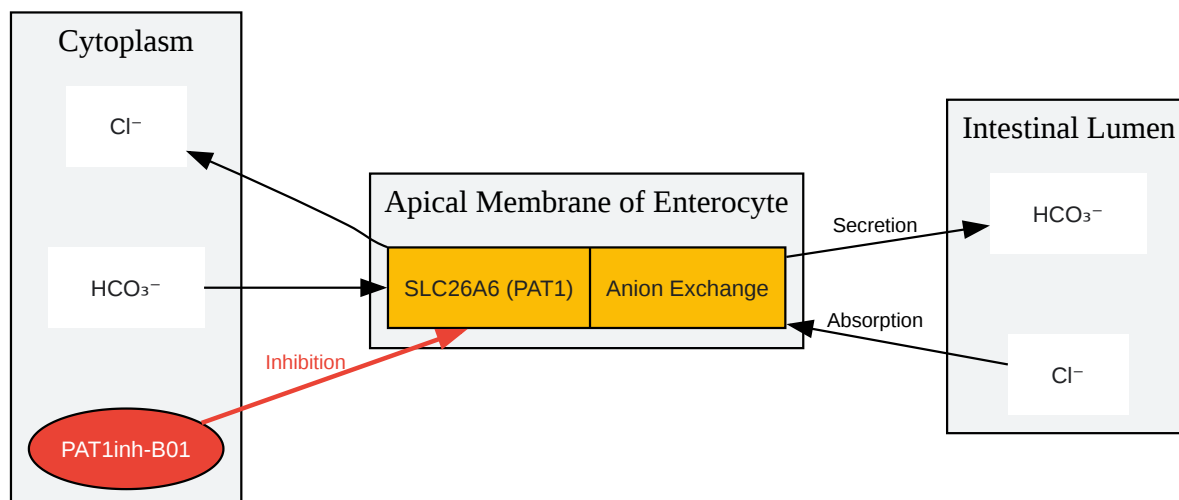 Cytoplasm
Cl⁻
HCO₃⁻
PAT1inh-B01
Inhibition
Apical Membrane of Enterocyte
SLC26A6 (PAT1)
Anion Exchange
Secretion
Absorption
Intestinal Lumen
HCO₃⁻
Cl⁻